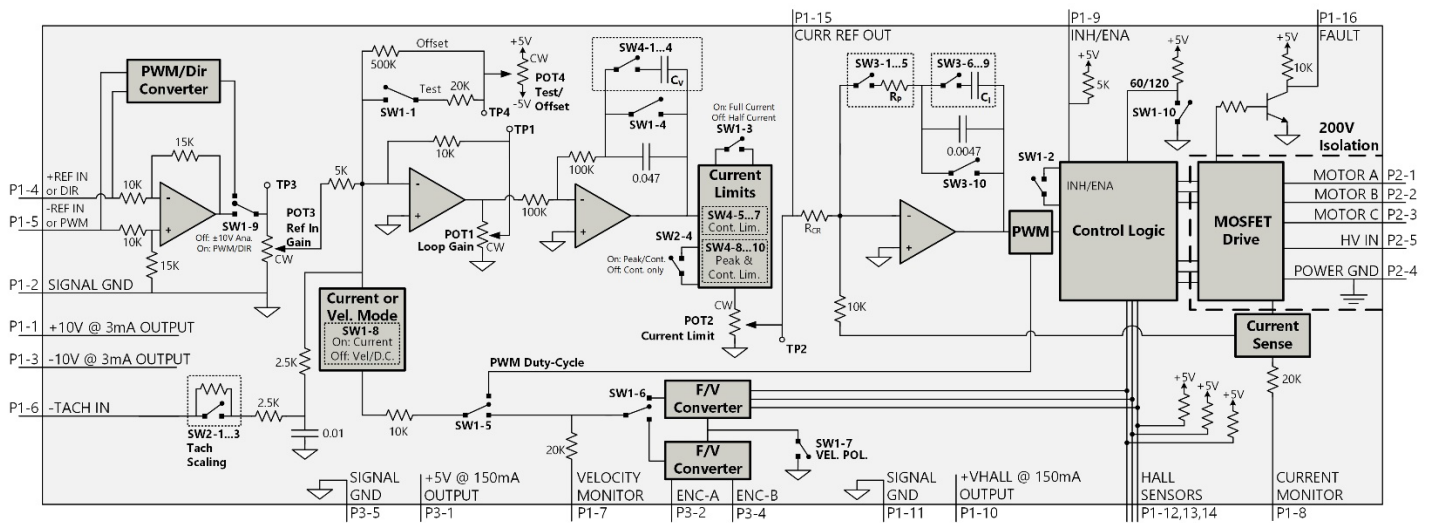 P1-15
CURR REF OUT
P1-9
INH/ENA
P1-16
FAULT
PWM/Dir
Converter
15K
P1-4
+REF IN
or DIR
-REF IN
or PWM
P1-5
10K
10K
15K
SW1-9
Off: ±10V Ana.
On: PWM/DIR
TP3
POT3
Ref In
Gain
CW
P1-2
SIGNAL GND
P1-1
+10V @ 3mA OUTPUT
P1-3
-10V @ 3mA OUTPUT
P1-6
-TACH IN
SW2-1...3
Tach
Scaling
2.5K
2.5K
0.01
5K
Offset
500K
Test
20K
SW1-1
+5V
CW
-5V
POT4
Test/
Offset
TP4
TP1
10K
POT1
Loop Gain
CW
100K
100K
SW4-1...4
Cv
SW1-4
0.047
On: Full Current
Off: Half Current
SW1-3
Current
Limits
SW4-5...7
Cont. Lim.
SW4-8...10
Peak &
Cont. Lim.
SW2-4
On: Peak/Cont.
Off: Cont. only
CW
POT2
Current Limit
TP2
RCR
SW3-1...5
RP
SW3-6...9
CI
0.0047
SW3-10
10K
+5V
5K
+5V
60/120
SW1-10
+5V
10K
200V
Isolation
SW1-2
INH/ENA
Control Logic
PWM
MOSFET
Drive
MOTOR A P2-1
MOTOR B P2-2
MOTOR C P2-3
HV IN P2-5
POWER GND P2-4
Current
Sense
20K
Current or
Vel. Mode
SW1-8
On: Current
Off: Vel/D.C.
PWM Duty-Cycle
10K
SW1-5
20K
SW1-6
F/V
Converter
F/V
Converter
SW1-7
VEL. POL.
+5V
+5V
+5V
SIGNAL
GND
P3-5
+5V @ 150mA
OUTPUT
P3-1
VELOCITY
MONITOR
P1-7
ENC-A
P3-2
ENC-B
P3-4
SIGNAL
GND
P1-11
+VHALL @ 150mA
OUTPUT
P1-10
HALL
SENSORS
P1-12,13,14
CURRENT
MONITOR
P1-8